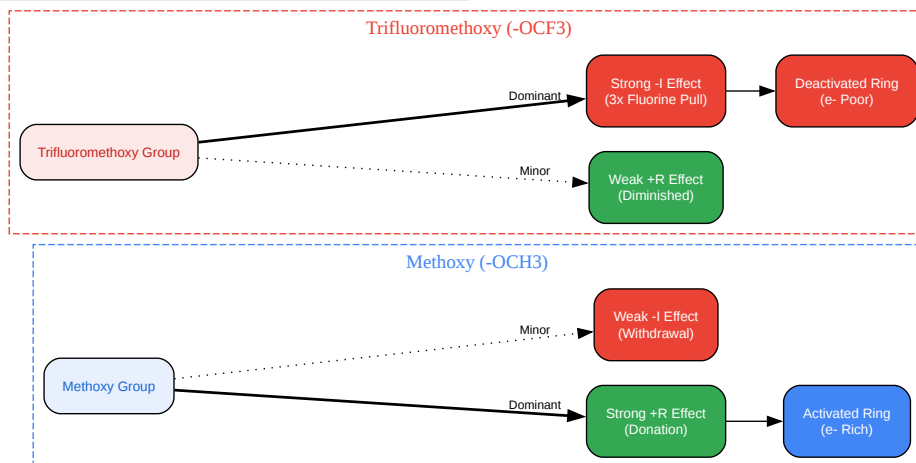 Trifluoromethoxy (-OCF3)
Strong -I Effect
(3x Fluorine Pull)
Deactivated Ring
(e- Poor)
Dominant
Trifluoromethoxy Group
Minor
Weak +R Effect
(Diminished)
Methoxy (-OCH3)
Weak -I Effect
(Withdrawal)
Minor
Methoxy Group
Dominant
Strong +R Effect
(Donation)
Activated Ring
(e- Rich)